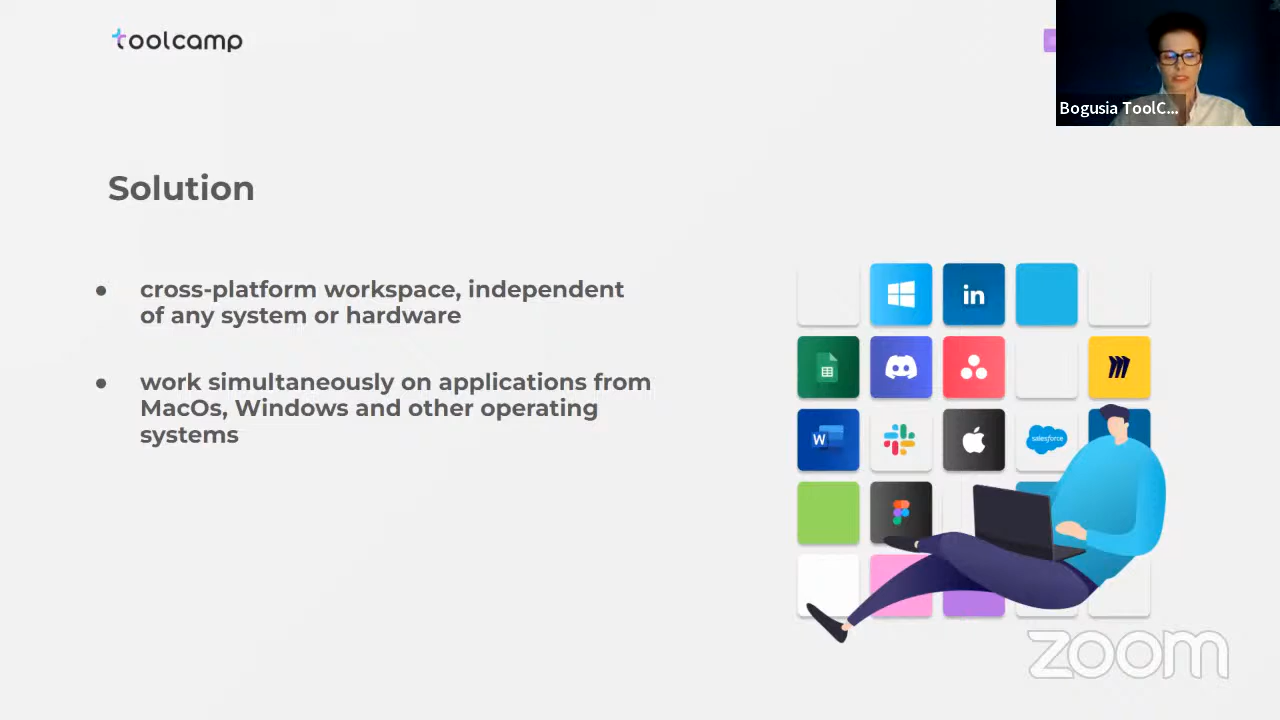 toolcamp
Bogusia ToolC...
Solution
● cross-platform workspace, independent
of any system or hardware
● work simultaneously on applications from
MacOs, Windows and other operating
systems
in
W
salesforce
zoom